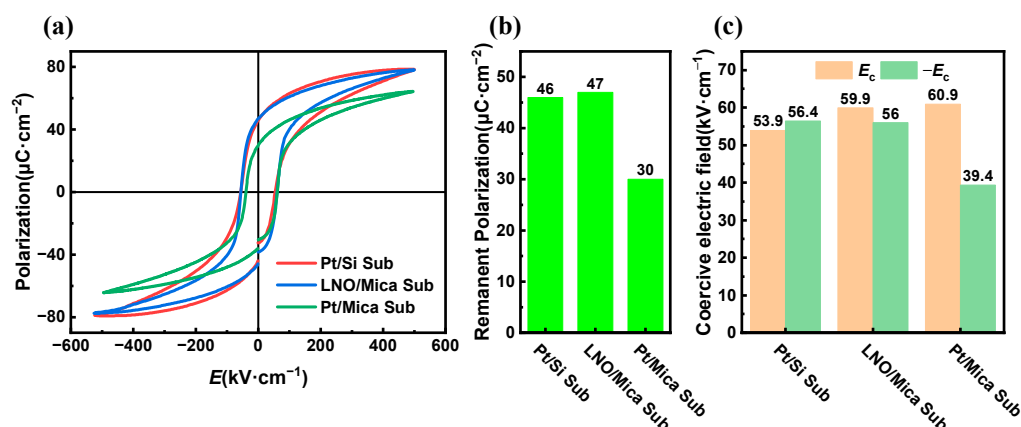 (a)
Polarization(μC·cm⁻²)
80
40
0
−40
−80
−600
−400
−200
0
200
400
600
E(kV·cm⁻¹)
Pt/Si Sub
LNO/Mica Sub
Pt/Mica Sub
(b)
Remanent Polarization(μC·cm⁻²)
50
40
30
20
10
0
46
47
30
Pt/Si Sub
LNO/Mica Sub
Pt/Mica Sub
(c)
Coercive electric field(kV·cm⁻¹)
70
60
50
40
30
20
10
0
Ec
−Ec
53.9
56.4
59.9
56
60.9
39.4
Pt/Si Sub
LNO/Mica Sub
Pt/Mica Sub